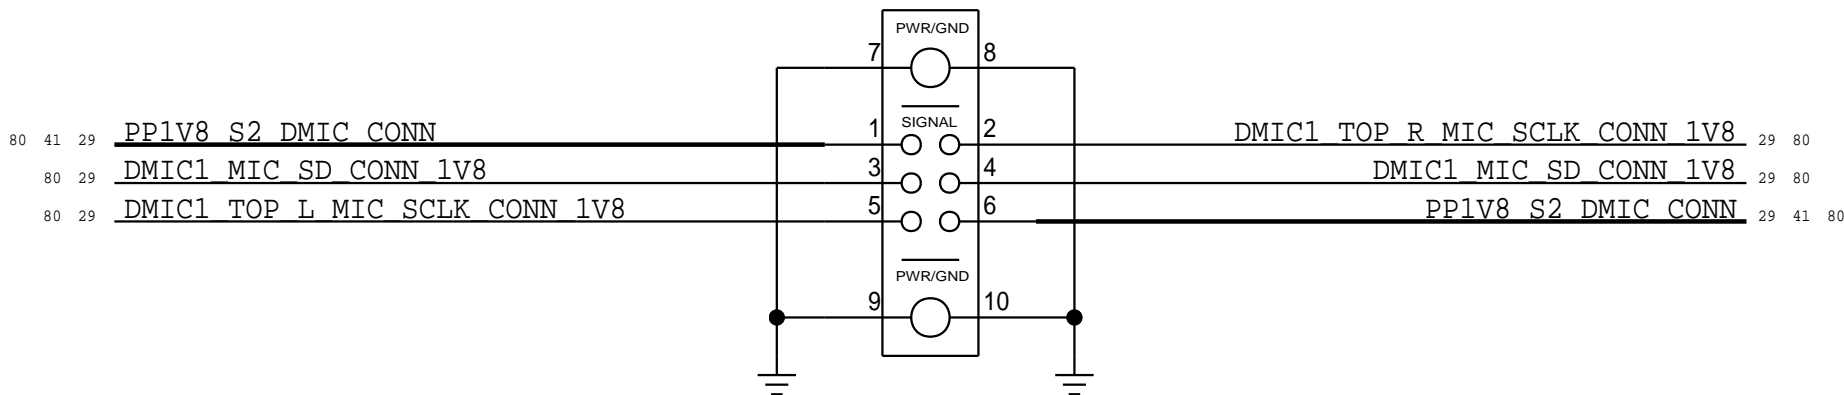 PWR/GND
7 8
80 41 29 PP1V8_S2_DMIC_CONN 1 SIGNAL 2 DMIC1_TOP_R_MIC_SCLK_CONN_1V8 29 80
80 29 DMIC1_MIC_SD_CONN_1V8 3 4 DMIC1_MIC_SD_CONN_1V8 29 80
80 29 DMIC1_TOP_L_MIC_SCLK_CONN_1V8 5 6 PP1V8_S2_DMIC_CONN 29 41 80
PWR/GND
9 10